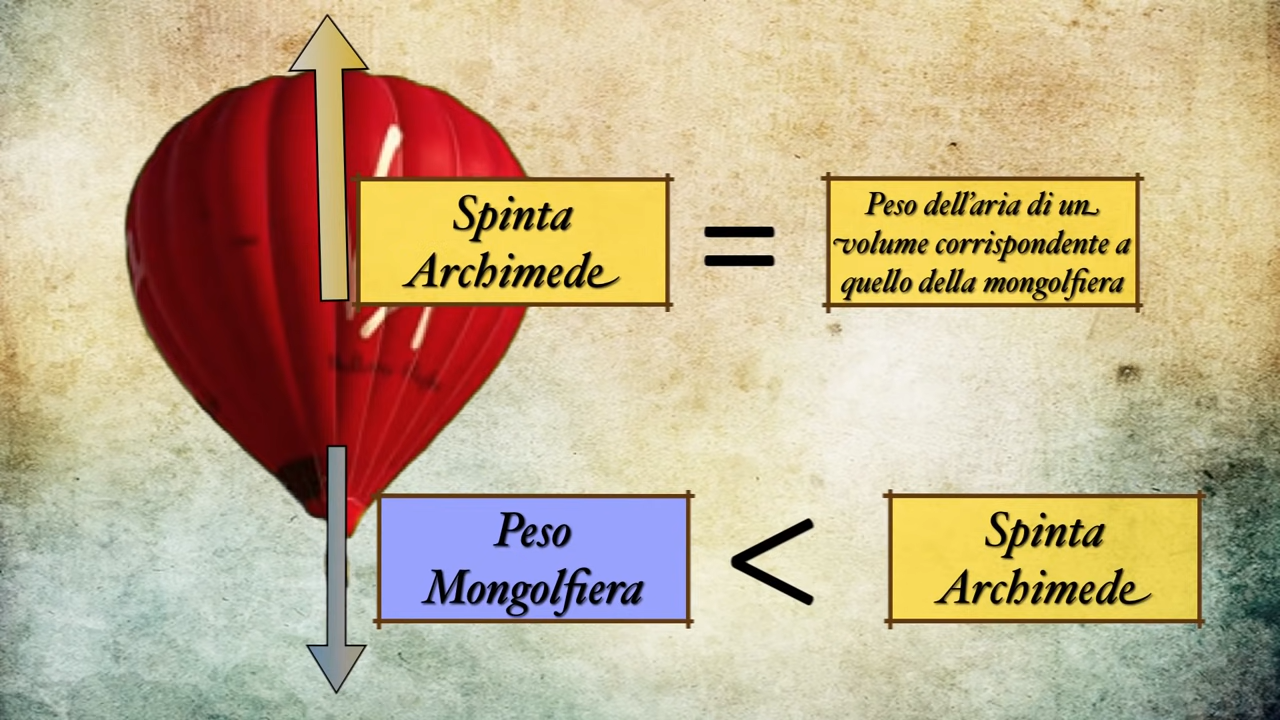 Spinta
Archimede
=
Peso dell'aria di un
volume corrispondente a
quello della mongolfiera
Peso
Mongolfiera
<
Spinta
Archimede